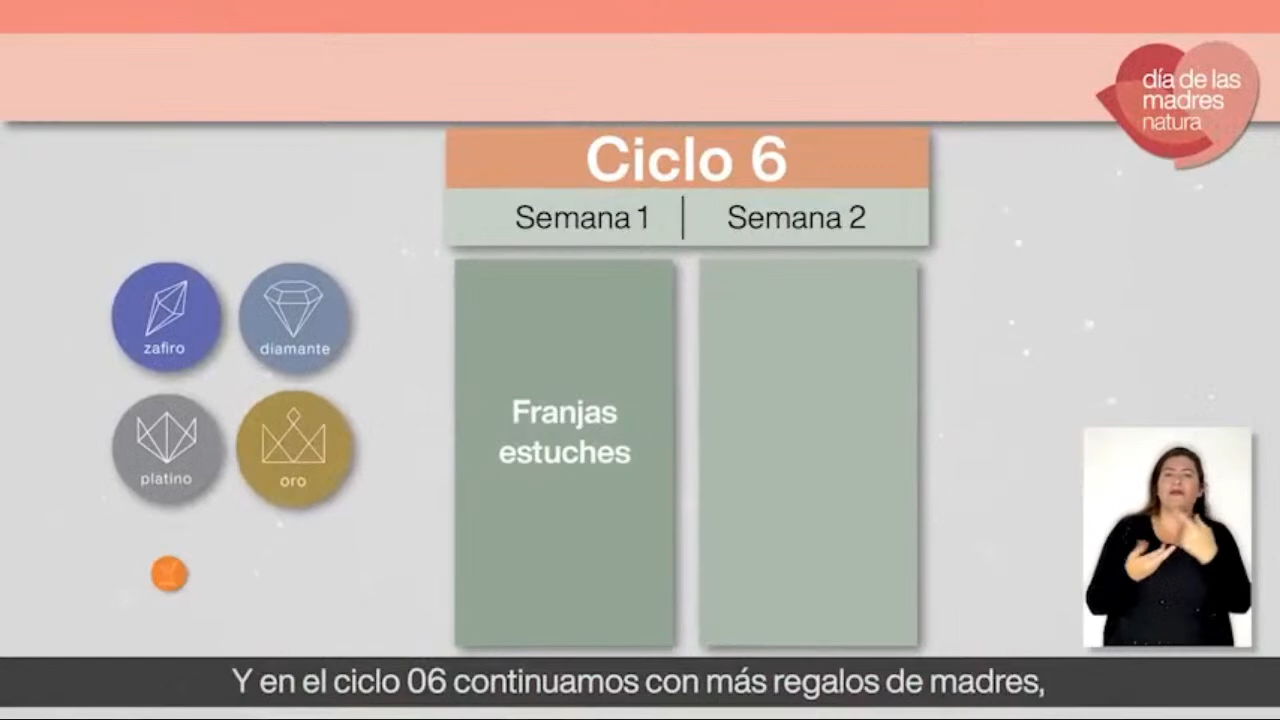 día de las
madres
natura
Ciclo 6
Semana 1
Semana 2
zafiro
diamante
Franjas
estuches
platino
oro
Y en el ciclo 06 continuamos con más regalos de madres,